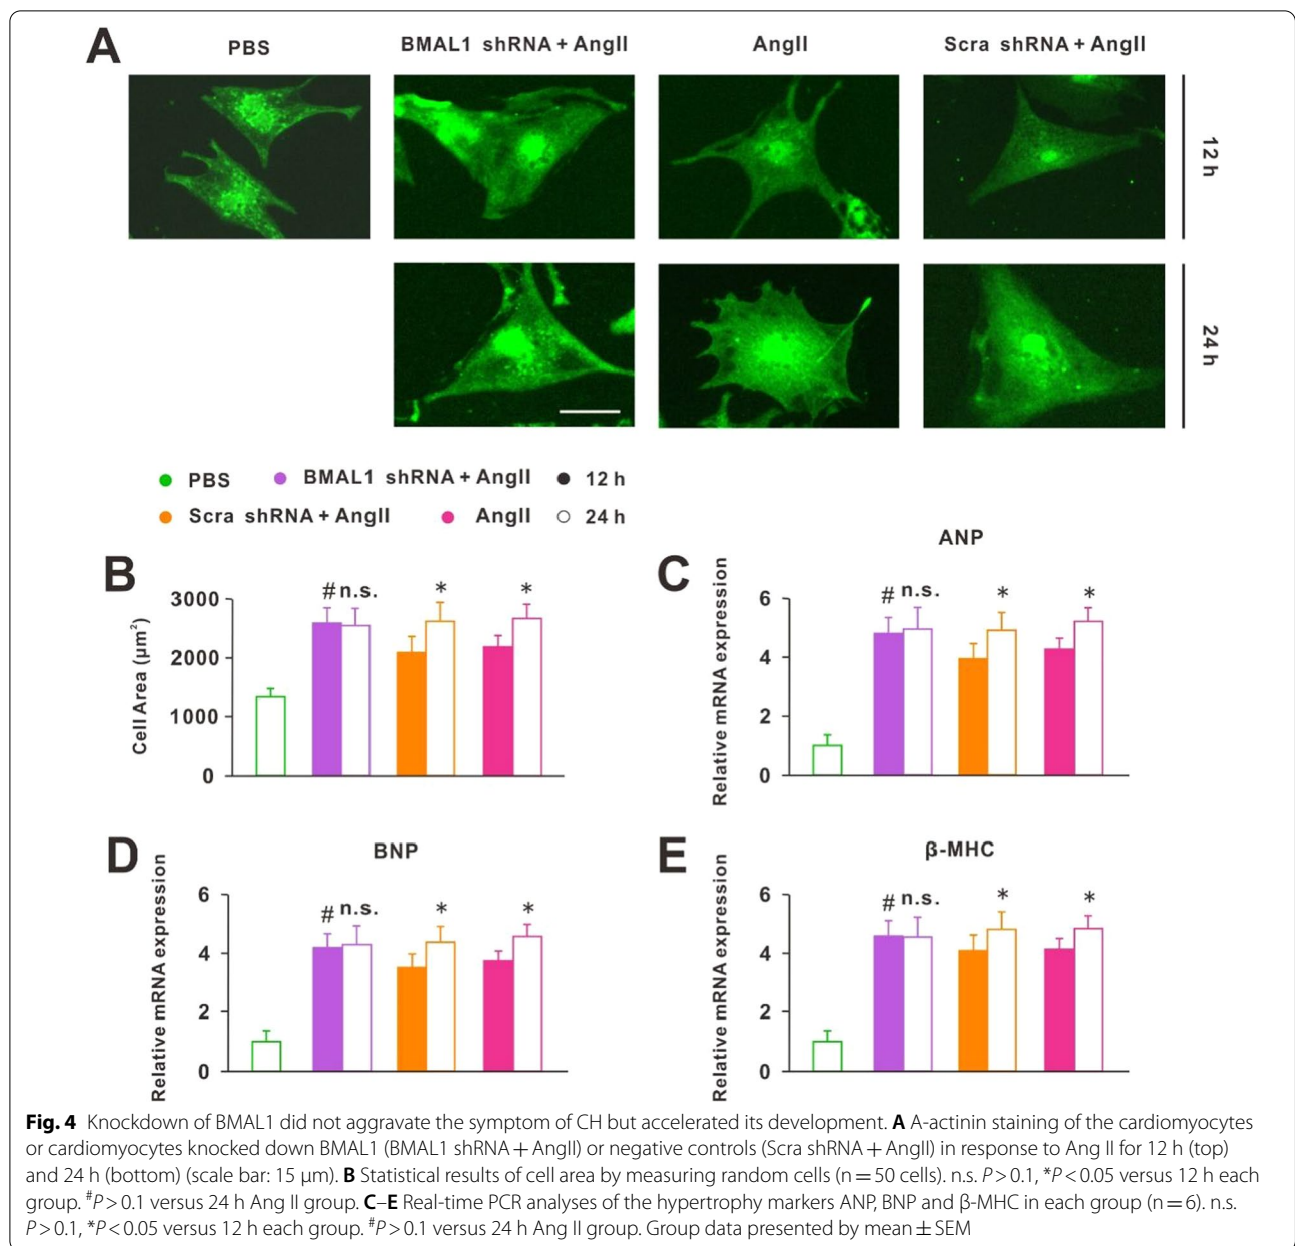 A
PBS
BMAL1 shRNA + AngII
AngII
Scra shRNA + AngII
12 h
24 h
PBS
BMAL1 shRNA + AngII
12 h
Scra shRNA + AngII
AngII
24 h
B
Cell Area (µm²)
3000
2000
1000
0
# n.s.
*
*
C
ANP
Relative mRNA expression
6
4
2
0
# n.s.
*
*
D
BNP
Relative mRNA expression
6
4
2
0
# n.s.
*
*
E
β-MHC
Relative mRNA expression
6
4
2
0
# n.s.
*
*
Fig. 4 Knockdown of BMAL1 did not aggravate the symptom of CH but accelerated its development. A A-actinin staining of the cardiomyocytes
or cardiomyocytes knocked down BMAL1 (BMAL1 shRNA + AngII) or negative controls (Scra shRNA + AngII) in response to Ang II for 12 h (top)
and 24 h (bottom) (scale bar: 15 µm). B Statistical results of cell area by measuring random cells (n = 50 cells). n.s. P > 0.1, *P < 0.05 versus 12 h each
group. #P > 0.1 versus 24 h Ang II group. C–E Real-time PCR analyses of the hypertrophy markers ANP, BNP and β-MHC in each group (n = 6). n.s.
P > 0.1, *P < 0.05 versus 12 h each group. #P > 0.1 versus 24 h Ang II group. Group data presented by mean ± SEM